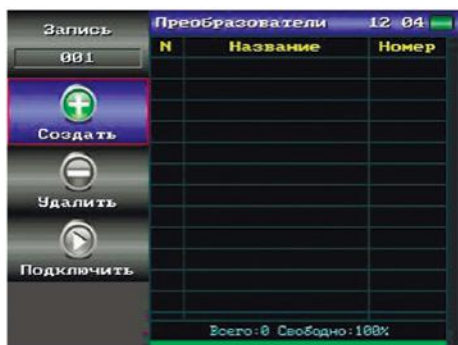 Запись
001
Создать
Удалить
Подключить
Преобразователи 12 04
N Название Номер
Всего:0 Свободно:100%